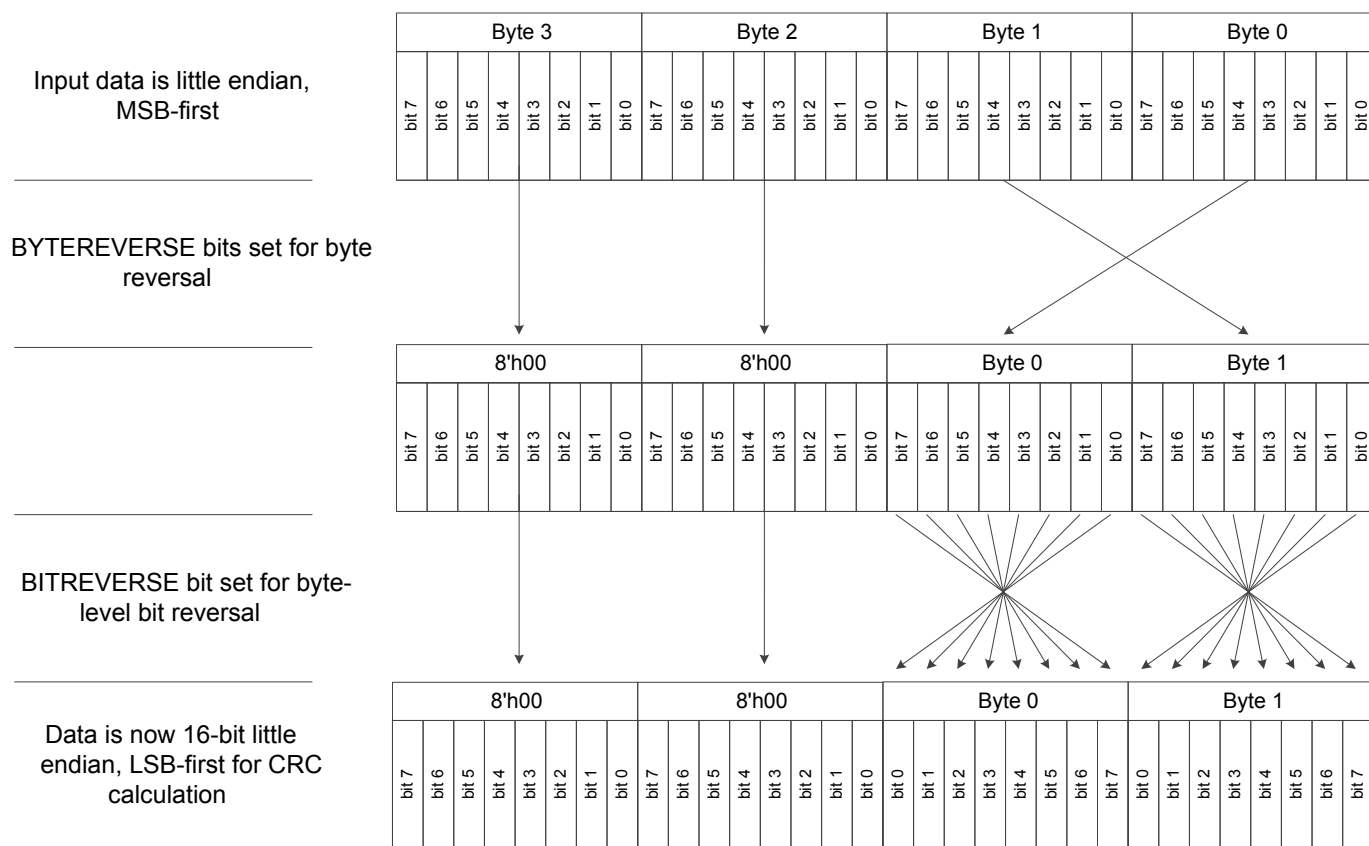 Byte 3 Byte 2 Byte 1 Byte 0
Input data is little endian,
MSB-first
bit 7 bit 6 bit 5 bit 4 bit 3 bit 2 bit 1 bit 0 bit 7 bit 6 bit 5 bit 4 bit 3 bit 2 bit 1 bit 0 bit 7 bit 6 bit 5 bit 4 bit 3 bit 2 bit 1 bit 0 bit 7 bit 6 bit 5 bit 4 bit 3 bit 2 bit 1 bit 0
BYTEREVERSE bits set for byte
reversal
8'h00 8'h00 Byte 0 Byte 1
bit 7 bit 6 bit 5 bit 4 bit 3 bit 2 bit 1 bit 0 bit 7 bit 6 bit 5 bit 4 bit 3 bit 2 bit 1 bit 0 bit 7 bit 6 bit 5 bit 4 bit 3 bit 2 bit 1 bit 0 bit 7 bit 6 bit 5 bit 4 bit 3 bit 2 bit 1 bit 0
BITREVERSE bit set for byte-
level bit reversal
8'h00 8'h00 Byte 0 Byte 1
Data is now 16-bit little
endian, LSB-first for CRC
calculation
bit 7 bit 6 bit 5 bit 4 bit 3 bit 2 bit 1 bit 0 bit 7 bit 6 bit 5 bit 4 bit 3 bit 2 bit 1 bit 0 bit 0 bit 1 bit 2 bit 3 bit 4 bit 5 bit 6 bit 7 bit 0 bit 1 bit 2 bit 3 bit 4 bit 5 bit 6 bit 7